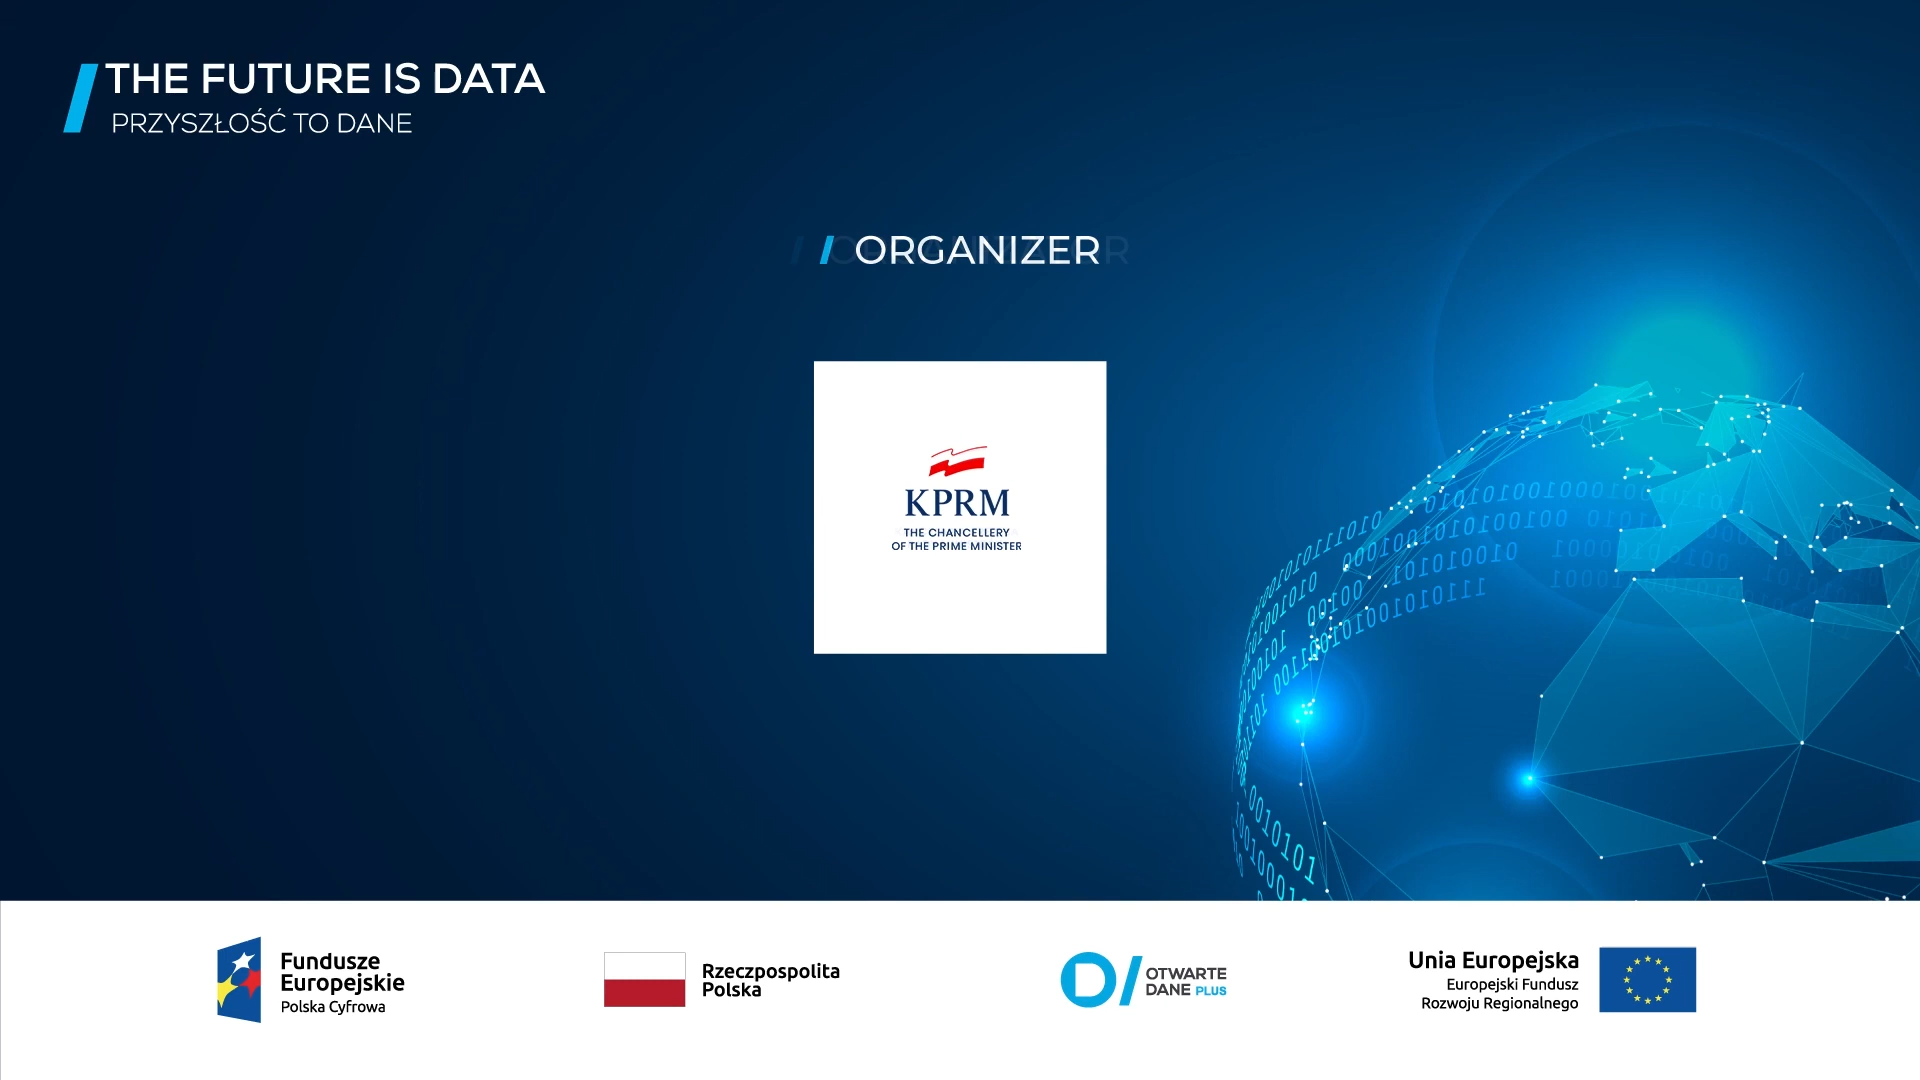 THE FUTURE IS DATA
PRZYSZŁOŚĆ TO DANE
ORGANIZER
KPRM
THE CHANCELLERY
OF THE PRIME MINISTER
Fundusze
Europejskie
Polska Cyfrowa
Rzeczpospolita
Polska
OTWARTE
DANE PLUS
Unia Europejska
Europejski Fundusz
Rozwoju Regionalnego